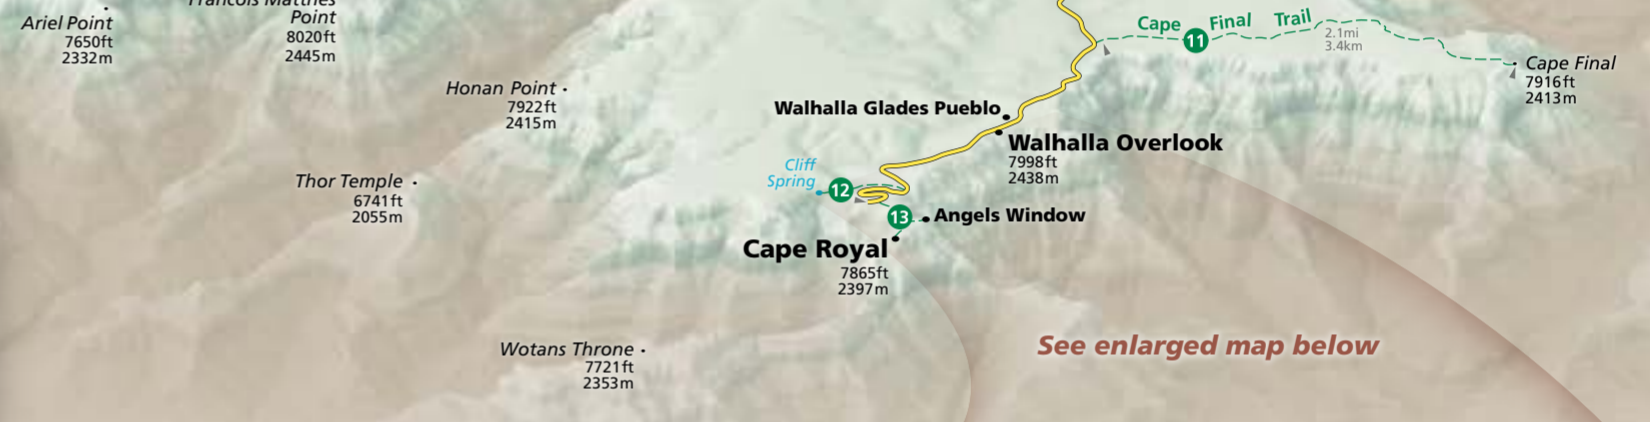 Ariel Point
7650ft
2332m
Francois Matthes
Point
8020ft
2445m
Cape Final Trail
11
2.1mi
3.4km
Cape Final
7916ft
2413m
Honan Point
7922ft
2415m
Walhalla Glades Pueblo
Walhalla Overlook
7998ft
2438m
Thor Temple
6741ft
2055m
Cliff
Spring
12
13
Angels Window
Cape Royal
7865ft
2397m
Wotans Throne
7721ft
2353m
See enlarged map below